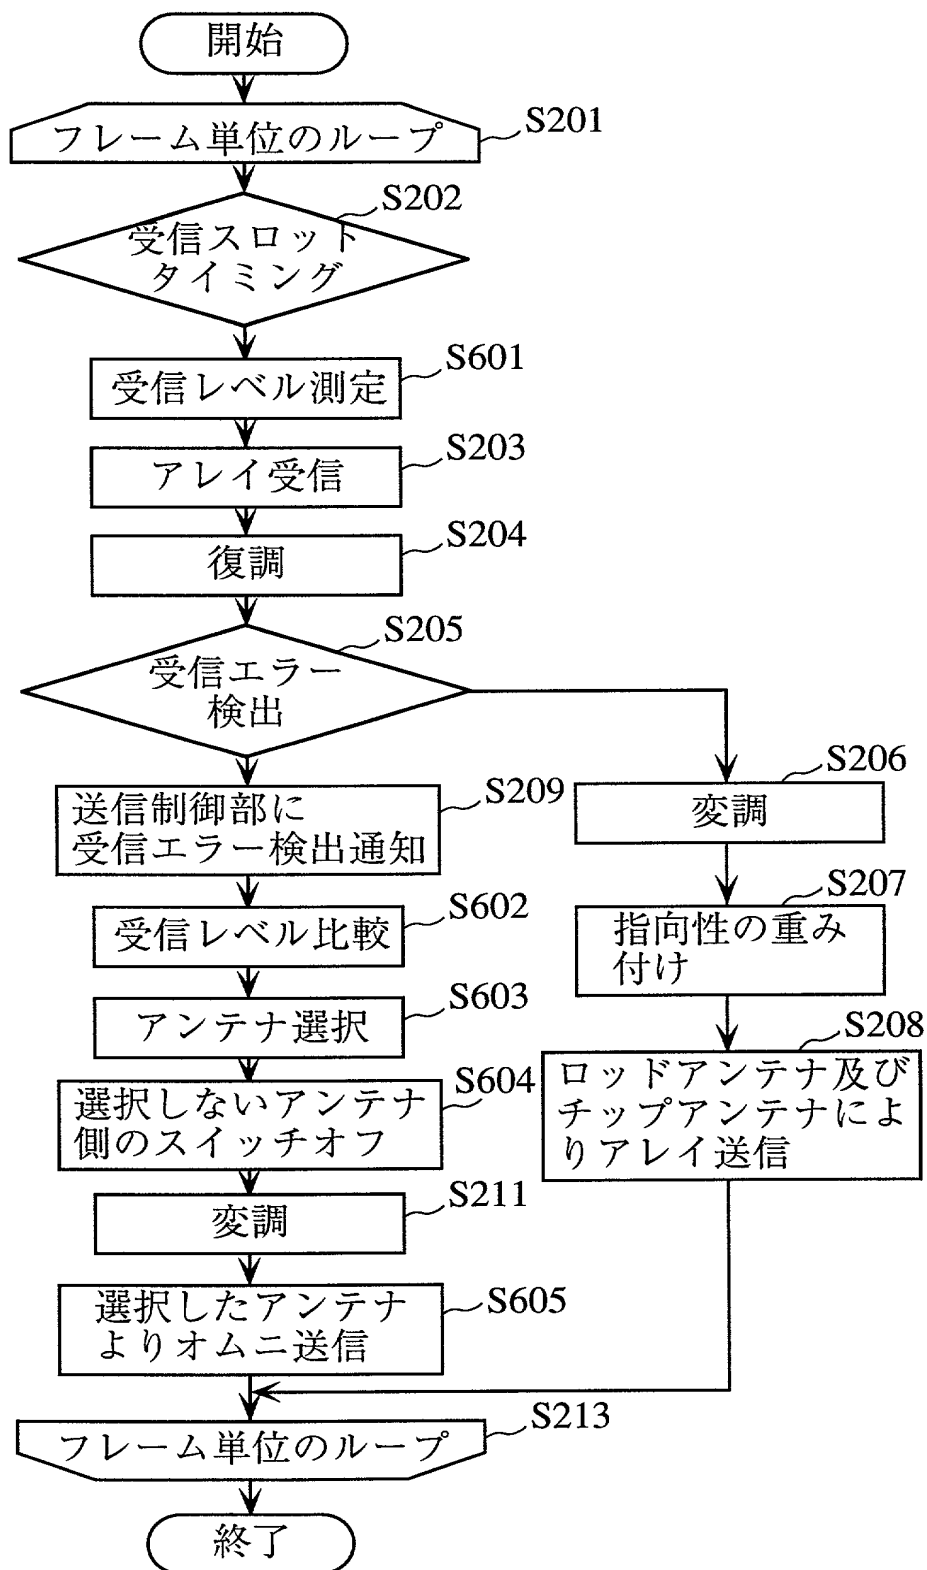 開始
フレーム単位のループ
S201
S202
受信スロット
タイミング
S601
受信レベル測定
S203
アレイ受信
S204
復調
S205
受信エラー
検出
S209
送信制御部に
受信エラー検出通知
S602
受信レベル比較
S603
アンテナ選択
S604
選択しないアンテナ
側のスイッチオフ
S211
変調
S605
選択したアンテナ
よりオムニ送信
S206
変調
S207
指向性の重み
付け
S208
ロッドアンテナ及び
チップアンテナによ
りアレイ送信
S213
フレーム単位のループ
終了